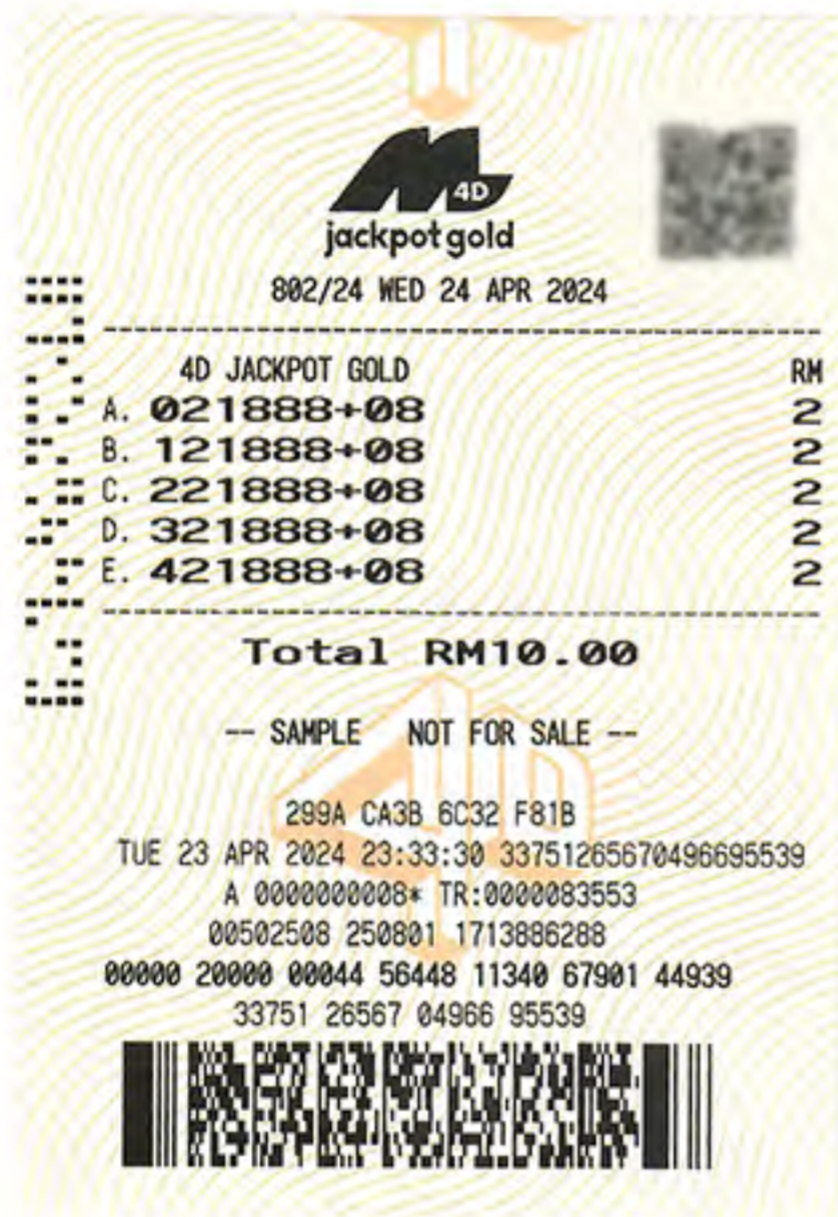 4D
jackpot gold
802/24 WED 24 APR 2024
4D JACKPOT GOLD RM
A. 021888+08 2
B. 121888+08 2
C. 221888+08 2
D. 321888+08 2
E. 421888+08 2
Total RM10.00
-- SAMPLE NOT FOR SALE --
299A CA3B 6C32 F81B
TUE 23 APR 2024 23:33:30 33751265670496695539
A 0000000008* TR:0000083553
00502508 250801 1713886288
00000 20000 00044 56448 11340 67901 44939
33751 26567 04966 95539